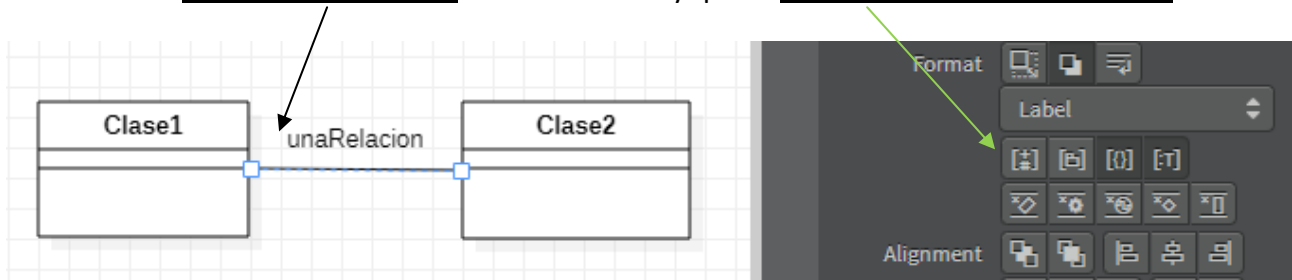 y
Clase1
unaRelacion
Clase2
Format
Label
Alignment